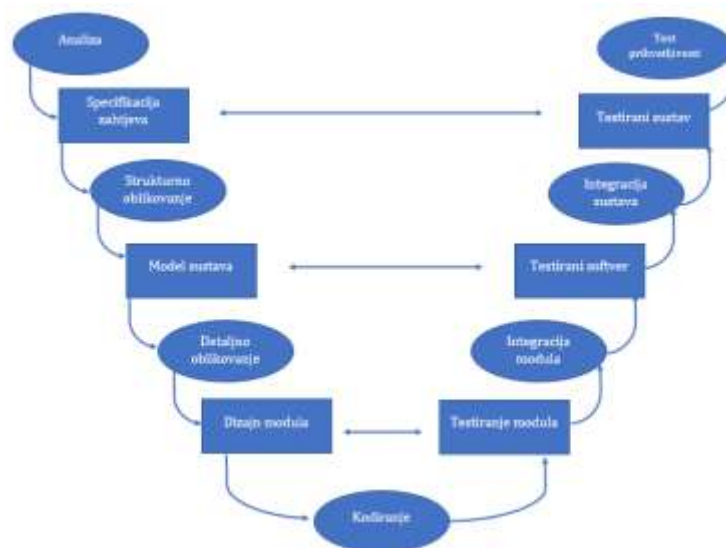 Analiza
Test
prihvatljivosti
Specifikacija
zahtjeva
Testirani sustav
Strukturno
oblikovanje
Integracija
sustava
Model sustava
Testirani softver
Detaljno
oblikovanje
Integracija
modula
Dizajn modula
Testiranje modula
Kodiranje